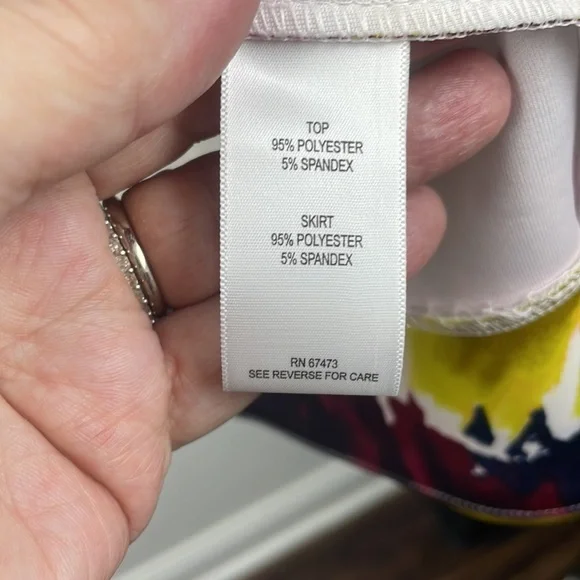 TOP
95% POLYESTER
5% SPANDEX
SKIRT
95% POLYESTER
5% SPANDEX
RN 67473
SEE REVERSE FOR CARE